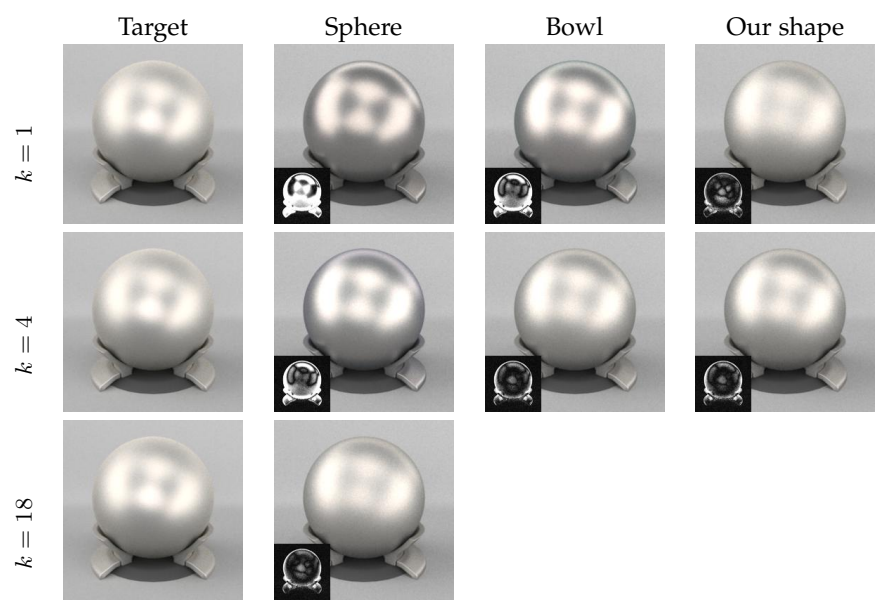 Target Sphere Bowl Our shape
k = 1
k = 4
k = 18